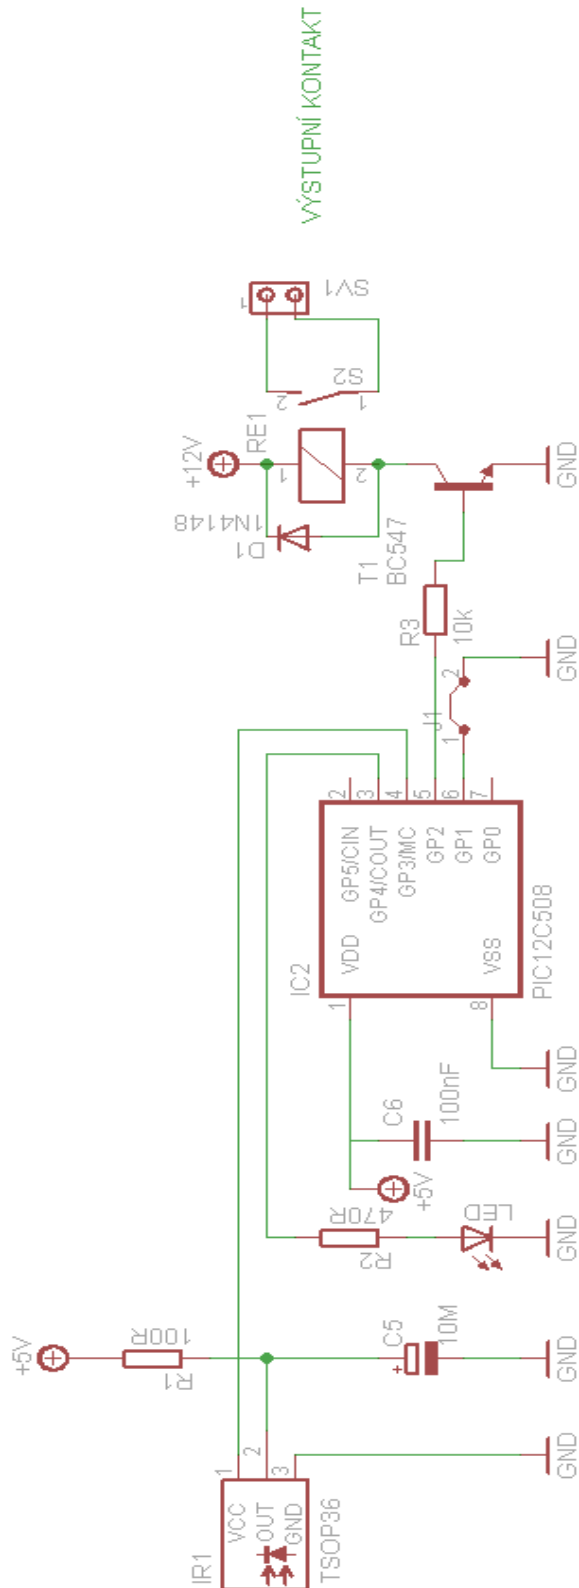 +5V
R1
100R
IR1
VCC
OUT
GND
1
2
3
TSOP36
GND
+
C5
10M
GND
R2
470R
LED
GND
+5V
C6
100nF
GND
IC2
1
VDD
8
VSS
GND
GP5/CIN
GP4/COUT
GP3/MC
GP2
GP1
GP0
2
3
4
5
6
7
PIC12C508
J1
1
2
GND
R3
10k
T1
BC547
GND
+12V
D1
1N4148
RE1
1
2
S2
2
1
1
SV1
VÝSTUPNÍ KONTAKT